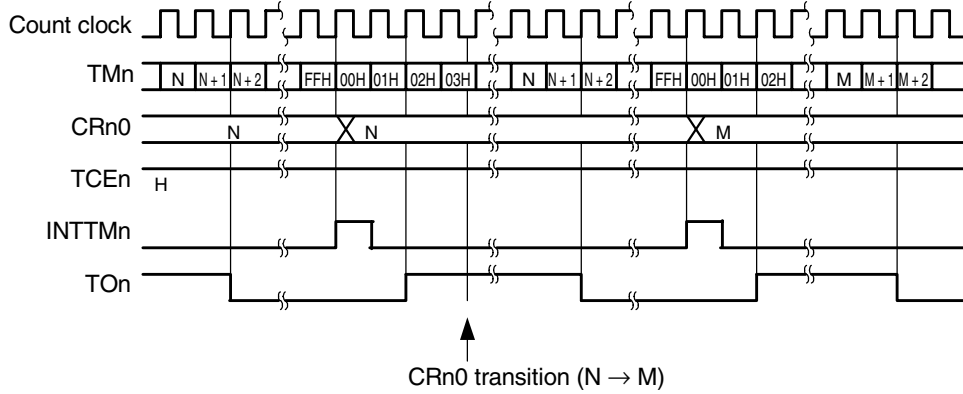 Count clock
TMn N N + 1 N + 2 FFH 00H 01H 02H 03H N N + 1 N + 2 FFH 00H 01H 02H M M + 1 M + 2
CRn0 N N M
TCEn H
INTTMn
TOn
CRn0 transition (N → M)